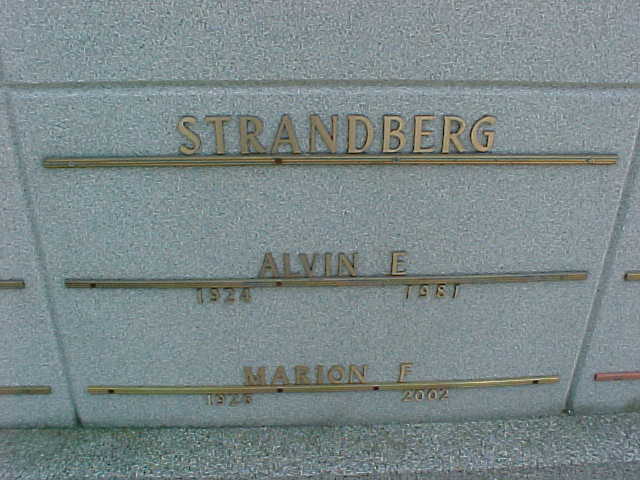 STRANDBERG
ALVIN E
1924 1981
MARION F
2002